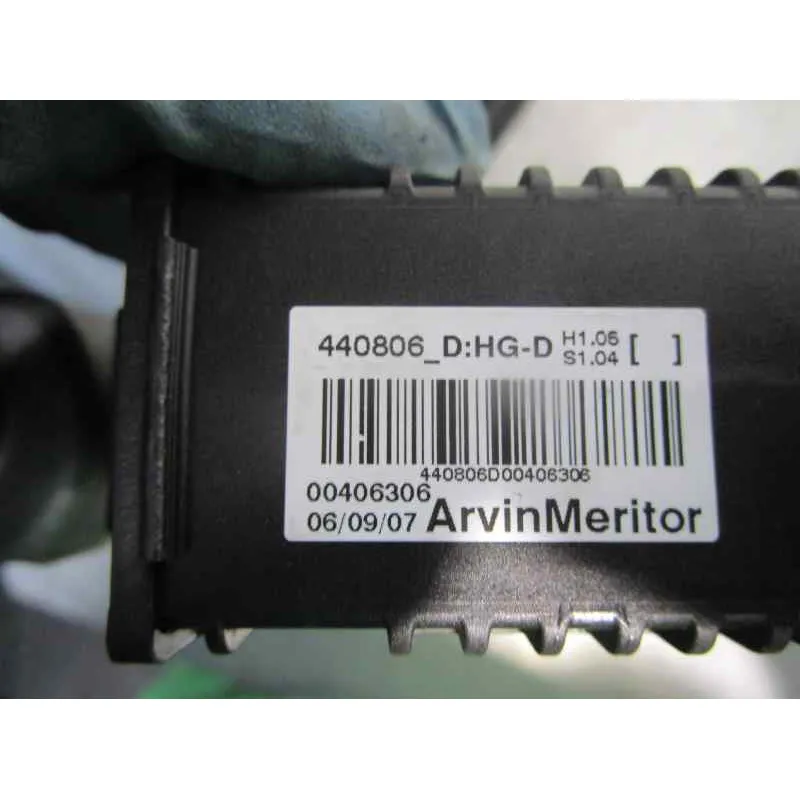 440806_D:HG-D H1.06 [ ]
S1.04
440806D00406306
00406306
06/09/07 ArvinMeritor